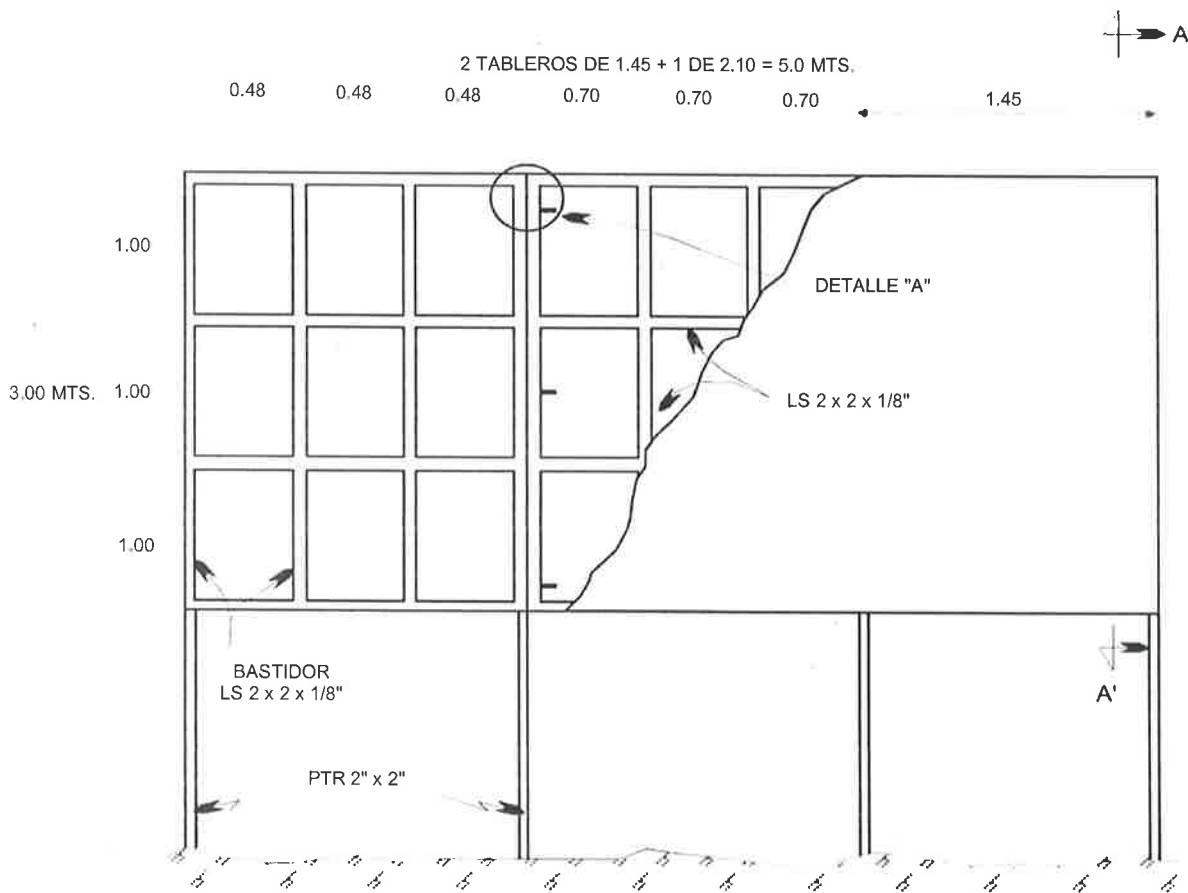 A
2 TABLEROS DE 1.45 + 1 DE 2.10 = 5.0 MTS.
0.48 0.48 0.48 0.70 0.70 0.70 1.45
1.00
DETALLE "A"
3.00 MTS. 1.00
LS 2 x 2 x 1/8"
1.00
BASTIDOR
LS 2 x 2 x 1/8"
A'
PTR 2" x 2"